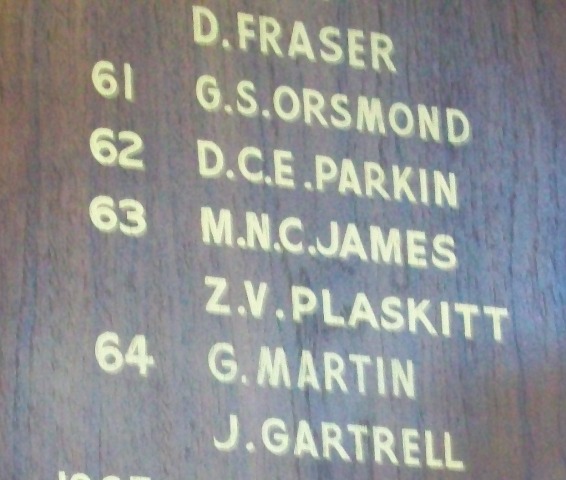 D.FRASER
61 G.S.ORSMOND
62 D.C.E.PARKIN
63 M.N.C.JAMES
Z.V.PLASKITT
64 G.MARTIN
J.GARTRELL